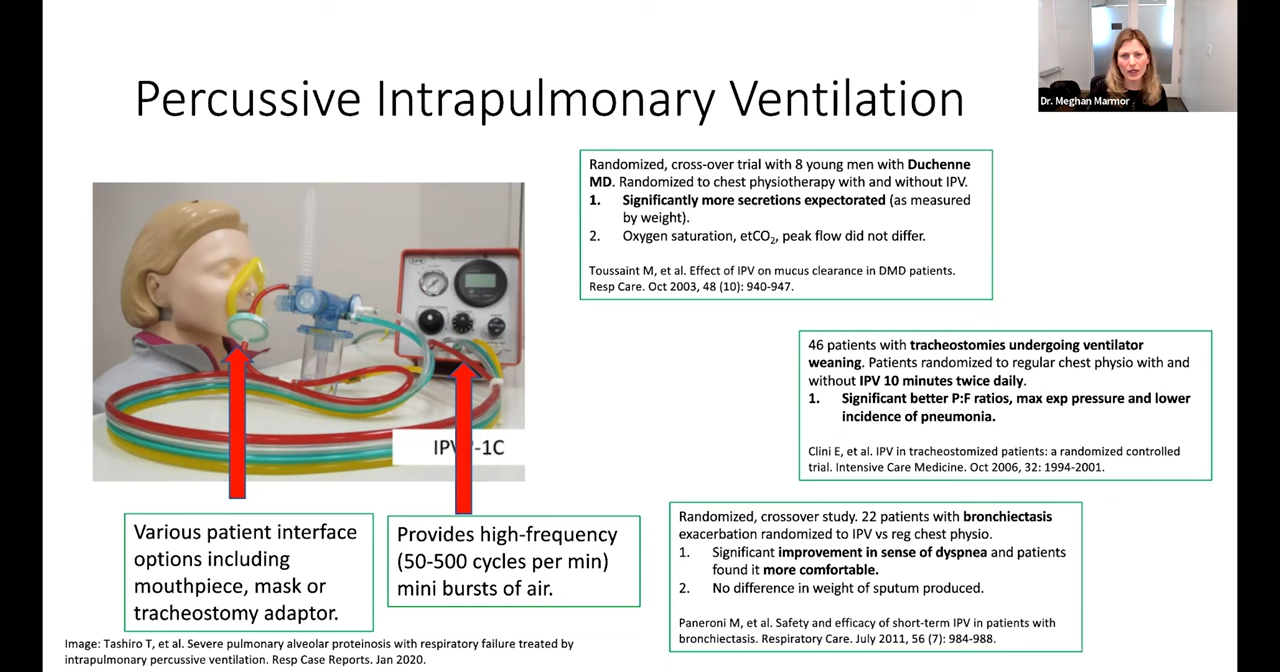 Dr. Meghan Marmor
Percussive Intrapulmonary Ventilation
Randomized, cross-over trial with 8 young men with Duchenne
MD. Randomized to chest physiotherapy with and without IPV.
1. Significantly more secretions expectorated (as measured
by weight).
2. Oxygen saturation, etCO₂, peak flow did not differ.
Toussaint M, et al. Effect of IPV on mucus clearance in DMD patients.
Resp Care. Oct 2003, 48 (10): 940-947.
46 patients with tracheostomies undergoing ventilator
weaning. Patients randomized to regular chest physio with and
without IPV 10 minutes twice daily.
1. Significant better P:F ratios, max exp pressure and lower
incidence of pneumonia.
Clini E, et al. IPV in tracheostomized patients: a randomized controlled
trial. Intensive Care Medicine. Oct 2006, 32: 1994-2001.
-1C
Various patient interface
options including
mouthpiece, mask or
tracheostomy adaptor.
Provides high-frequency
(50-500 cycles per min)
mini bursts of air.
Randomized, crossover study. 22 patients with bronchiectasis
exacerbation randomized to IPV vs reg chest physio.
1. Significant improvement in sense of dyspnea and patients
found it more comfortable.
2. No difference in weight of sputum produced.
Paneroni M, et al. Safety and efficacy of short-term IPV in patients with
bronchiectasis. Respiratory Care. July 2011, 56 (7): 984-988.
Image: Tashiro T, et al. Severe pulmonary alveolar proteinosis with respiratory failure treated by
intrapulmonary percussive ventilation. Resp Case Reports. Jan 2020.